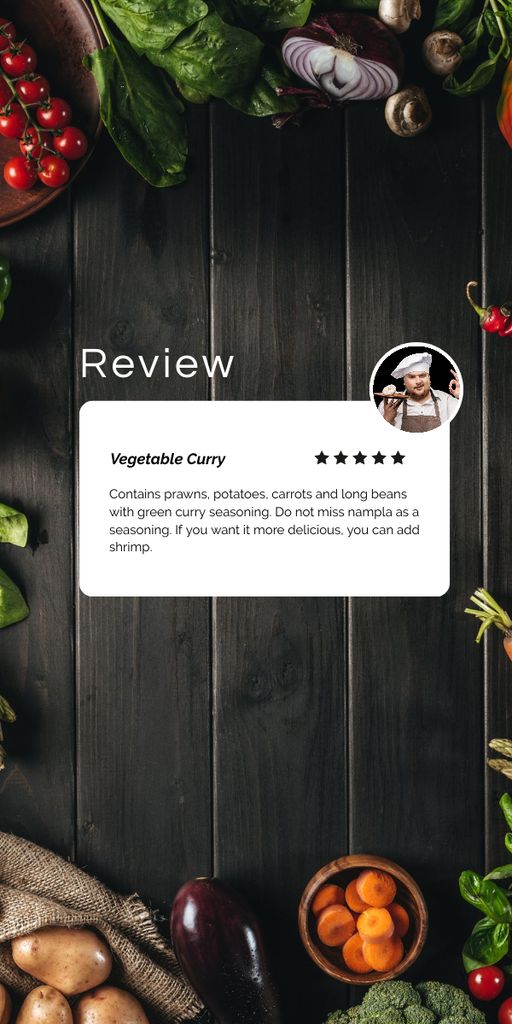 Review
Vegetable Curry
Contains prawns, potatoes, carrots and long beans
with green curry seasoning. Do not miss nampla as a
seasoning. If you want it more delicious, you can add
shrimp.